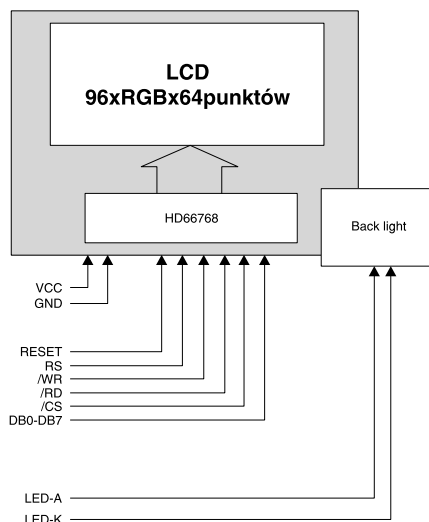 LCD
96xRGBx64punktów
HD66768
Back light
VCC
GND
RESET
RS
/WR
/RD
/CS
DB0-DB7
LED-A
LED-K